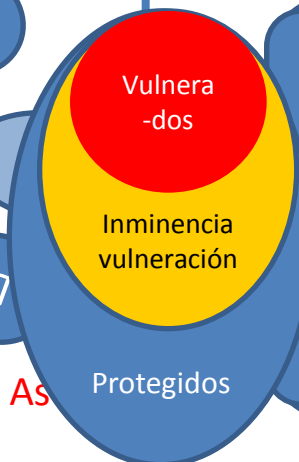 Vulnera
-dos
Inminencia
vulneración
Protegidos
As